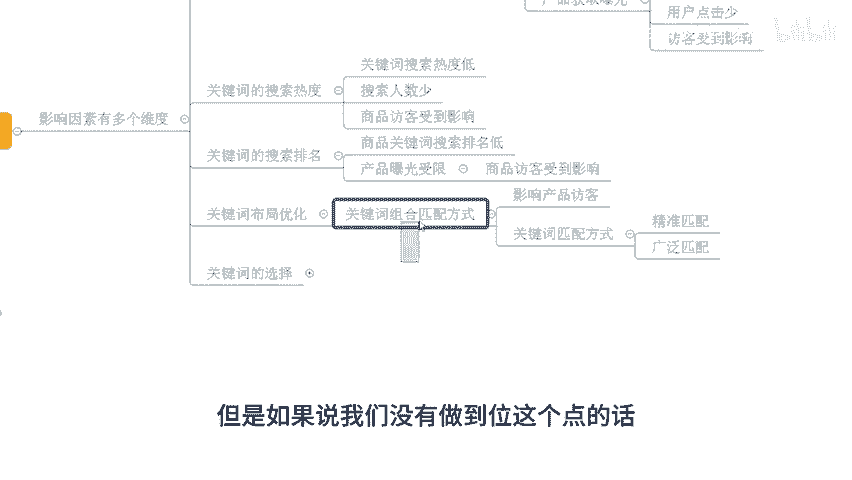 产品获取曝光
用户点击少
访客受到影响
bilibili
关键词搜索热度低
关键词的搜索热度
搜索人数少
影响因素有多个维度
商品访客受到影响
商品关键词搜索排名低
关键词的搜索排名
产品曝光受限
商品访客受到影响
影响产品访客
关键词布局优化
关键词组合匹配方式
精准匹配
关键词匹配方式
广泛匹配
关键词的选择
但是如果说我们没有做到位这个点的话